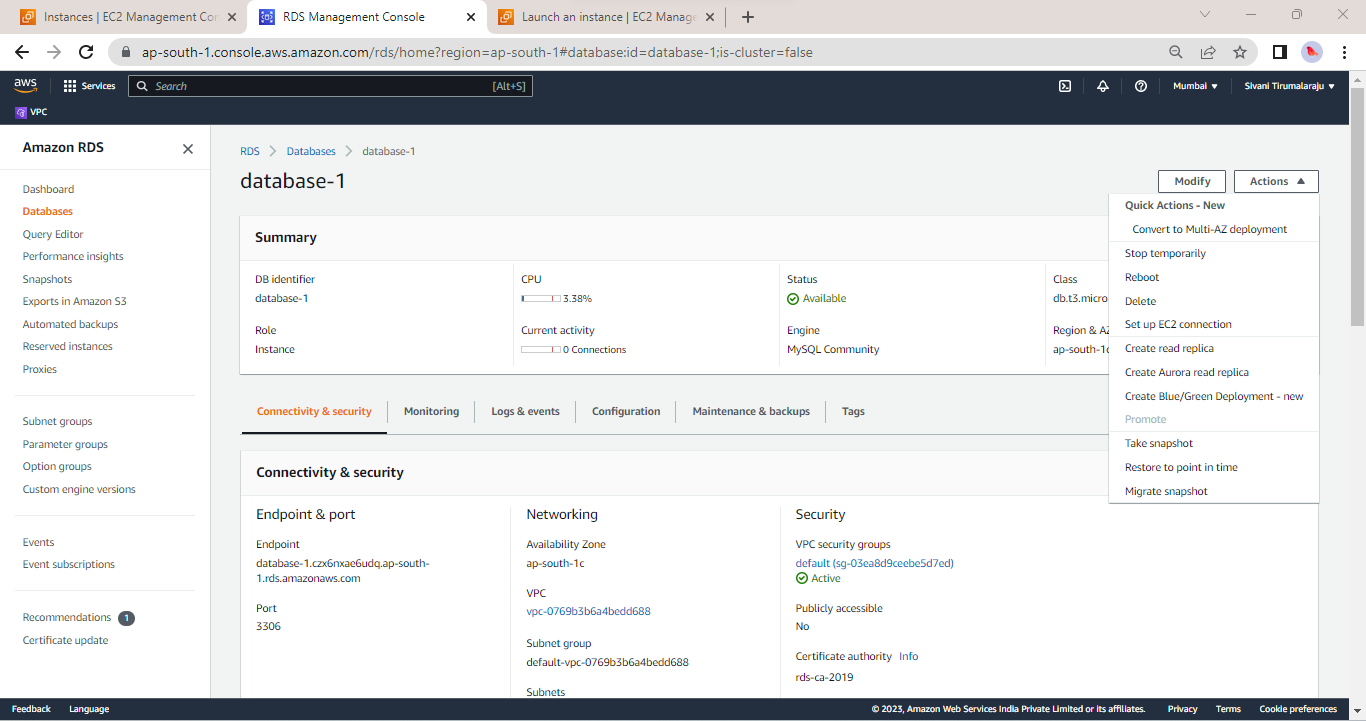 Instances | EC2 Management Con
RDS Management Console
Launch an instance | EC2 Manage
ap-south-1.console.aws.amazon.com/rds/home?region=ap-south-1#database:id=database-1;is-cluster=false
aws
Services
Search
[Alt+S]
Mumbai
Sivani Tirumalaraju
VPC
Amazon RDS
Dashboard
Databases
Query Editor
Performance insights
Snapshots
Exports in Amazon S3
Automated backups
Reserved instances
Proxies
Subnet groups
Parameter groups
Option groups
Custom engine versions
Events
Event subscriptions
Recommendations 1
Certificate update
RDS > Databases > database-1
database-1
Modify
Actions
Quick Actions - New
Convert to Multi-AZ deployment
Stop temporarily
Reboot
Delete
Set up EC2 connection
Create read replica
Create Aurora read replica
Create Blue/Green Deployment - new
Promote
Take snapshot
Restore to point in time
Migrate snapshot
Summary
DB identifier
database-1
CPU
3.38%
Status
Available
Class
db.t3.micro
Role
Instance
Current activity
0 Connections
Engine
MySQL Community
Region & AZ
ap-south-1c
Connectivity & security
Monitoring
Logs & events
Configuration
Maintenance & backups
Tags
Connectivity & security
Endpoint & port
Endpoint
database-1.czx6nxae6udq.ap-south-
1.rds.amazonaws.com
Port
3306
Networking
Availability Zone
ap-south-1c
VPC
vpc-0769b3b6a4bedd688
Subnet group
default-vpc-0769b3b6a4bedd688
Subnets
Security
VPC security groups
default (sg-03ea8d9ceebe5d7ed)
Active
Publicly accessible
No
Certificate authority Info
rds-ca-2019
Feedback
Language
© 2023, Amazon Web Services India Private Limited or its affiliates.
Privacy
Terms
Cookie preferences